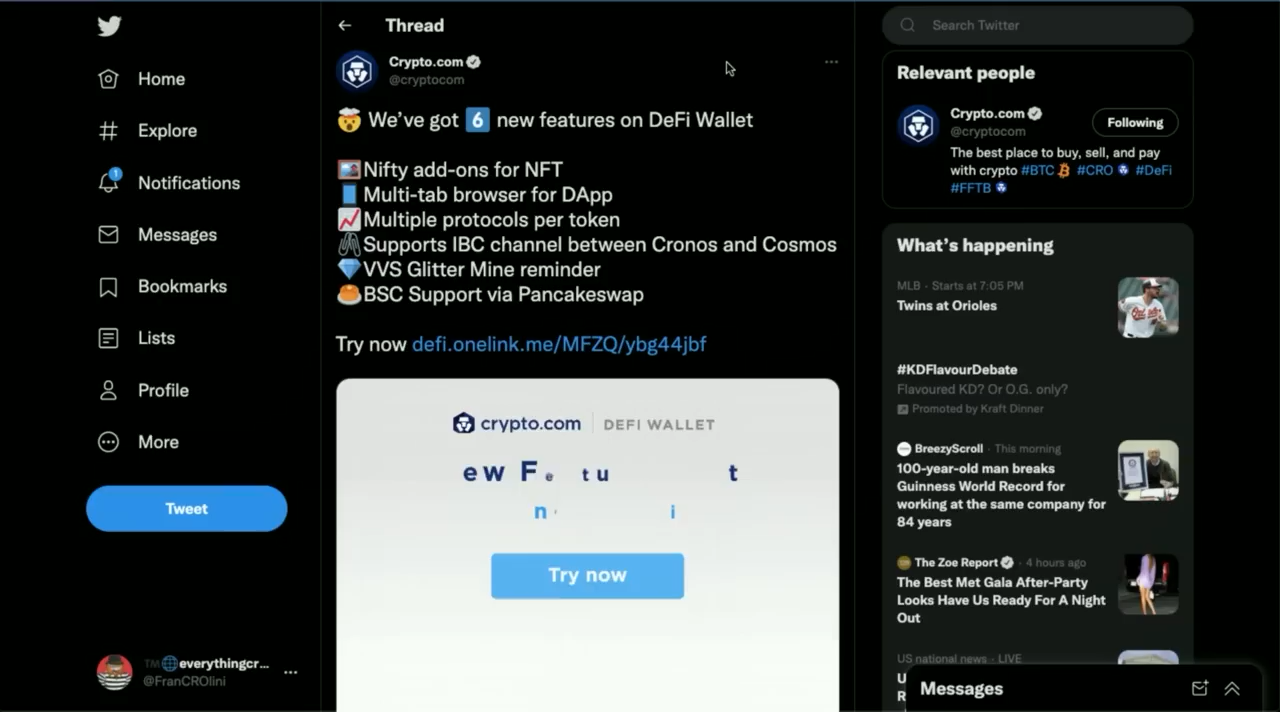 Home
Explore
1
Notifications
Messages
Bookmarks
Lists
Profile
More
Tweet
TM🌐everythingcr...
@FranCROlini
Thread
Crypto.com
@cryptocom
🤯 We've got 6️⃣ new features on DeFi Wallet
🖼️Nifty add-ons for NFT
📱Multi-tab browser for DApp
📈Multiple protocols per token
🖇️Supports IBC channel between Cronos and Cosmos
💎VVS Glitter Mine reminder
🥞BSC Support via Pancakeswap
Try now defi.onelink.me/MFZQ/ybg44jbf
crypto.com DEFI WALLET
ew Fe tu t
n i
Try now
Search Twitter
Relevant people
Crypto.com
@cryptocom
Following
The best place to buy, sell, and pay
with crypto #BTC #CRO #DeFi
#FFTB
What's happening
MLB · Starts at 7:05 PM
Twins at Orioles
#KDFlavourDebate
Flavoured KD? Or O.G. only?
Promoted by Kraft Dinner
BreezyScroll · This morning
100-year-old man breaks
Guinness World Record for
working at the same company for
84 years
The Zoe Report · 4 hours ago
The Best Met Gala After-Party
Looks Have Us Ready For A Night
Out
US national news · LIVE
Messages